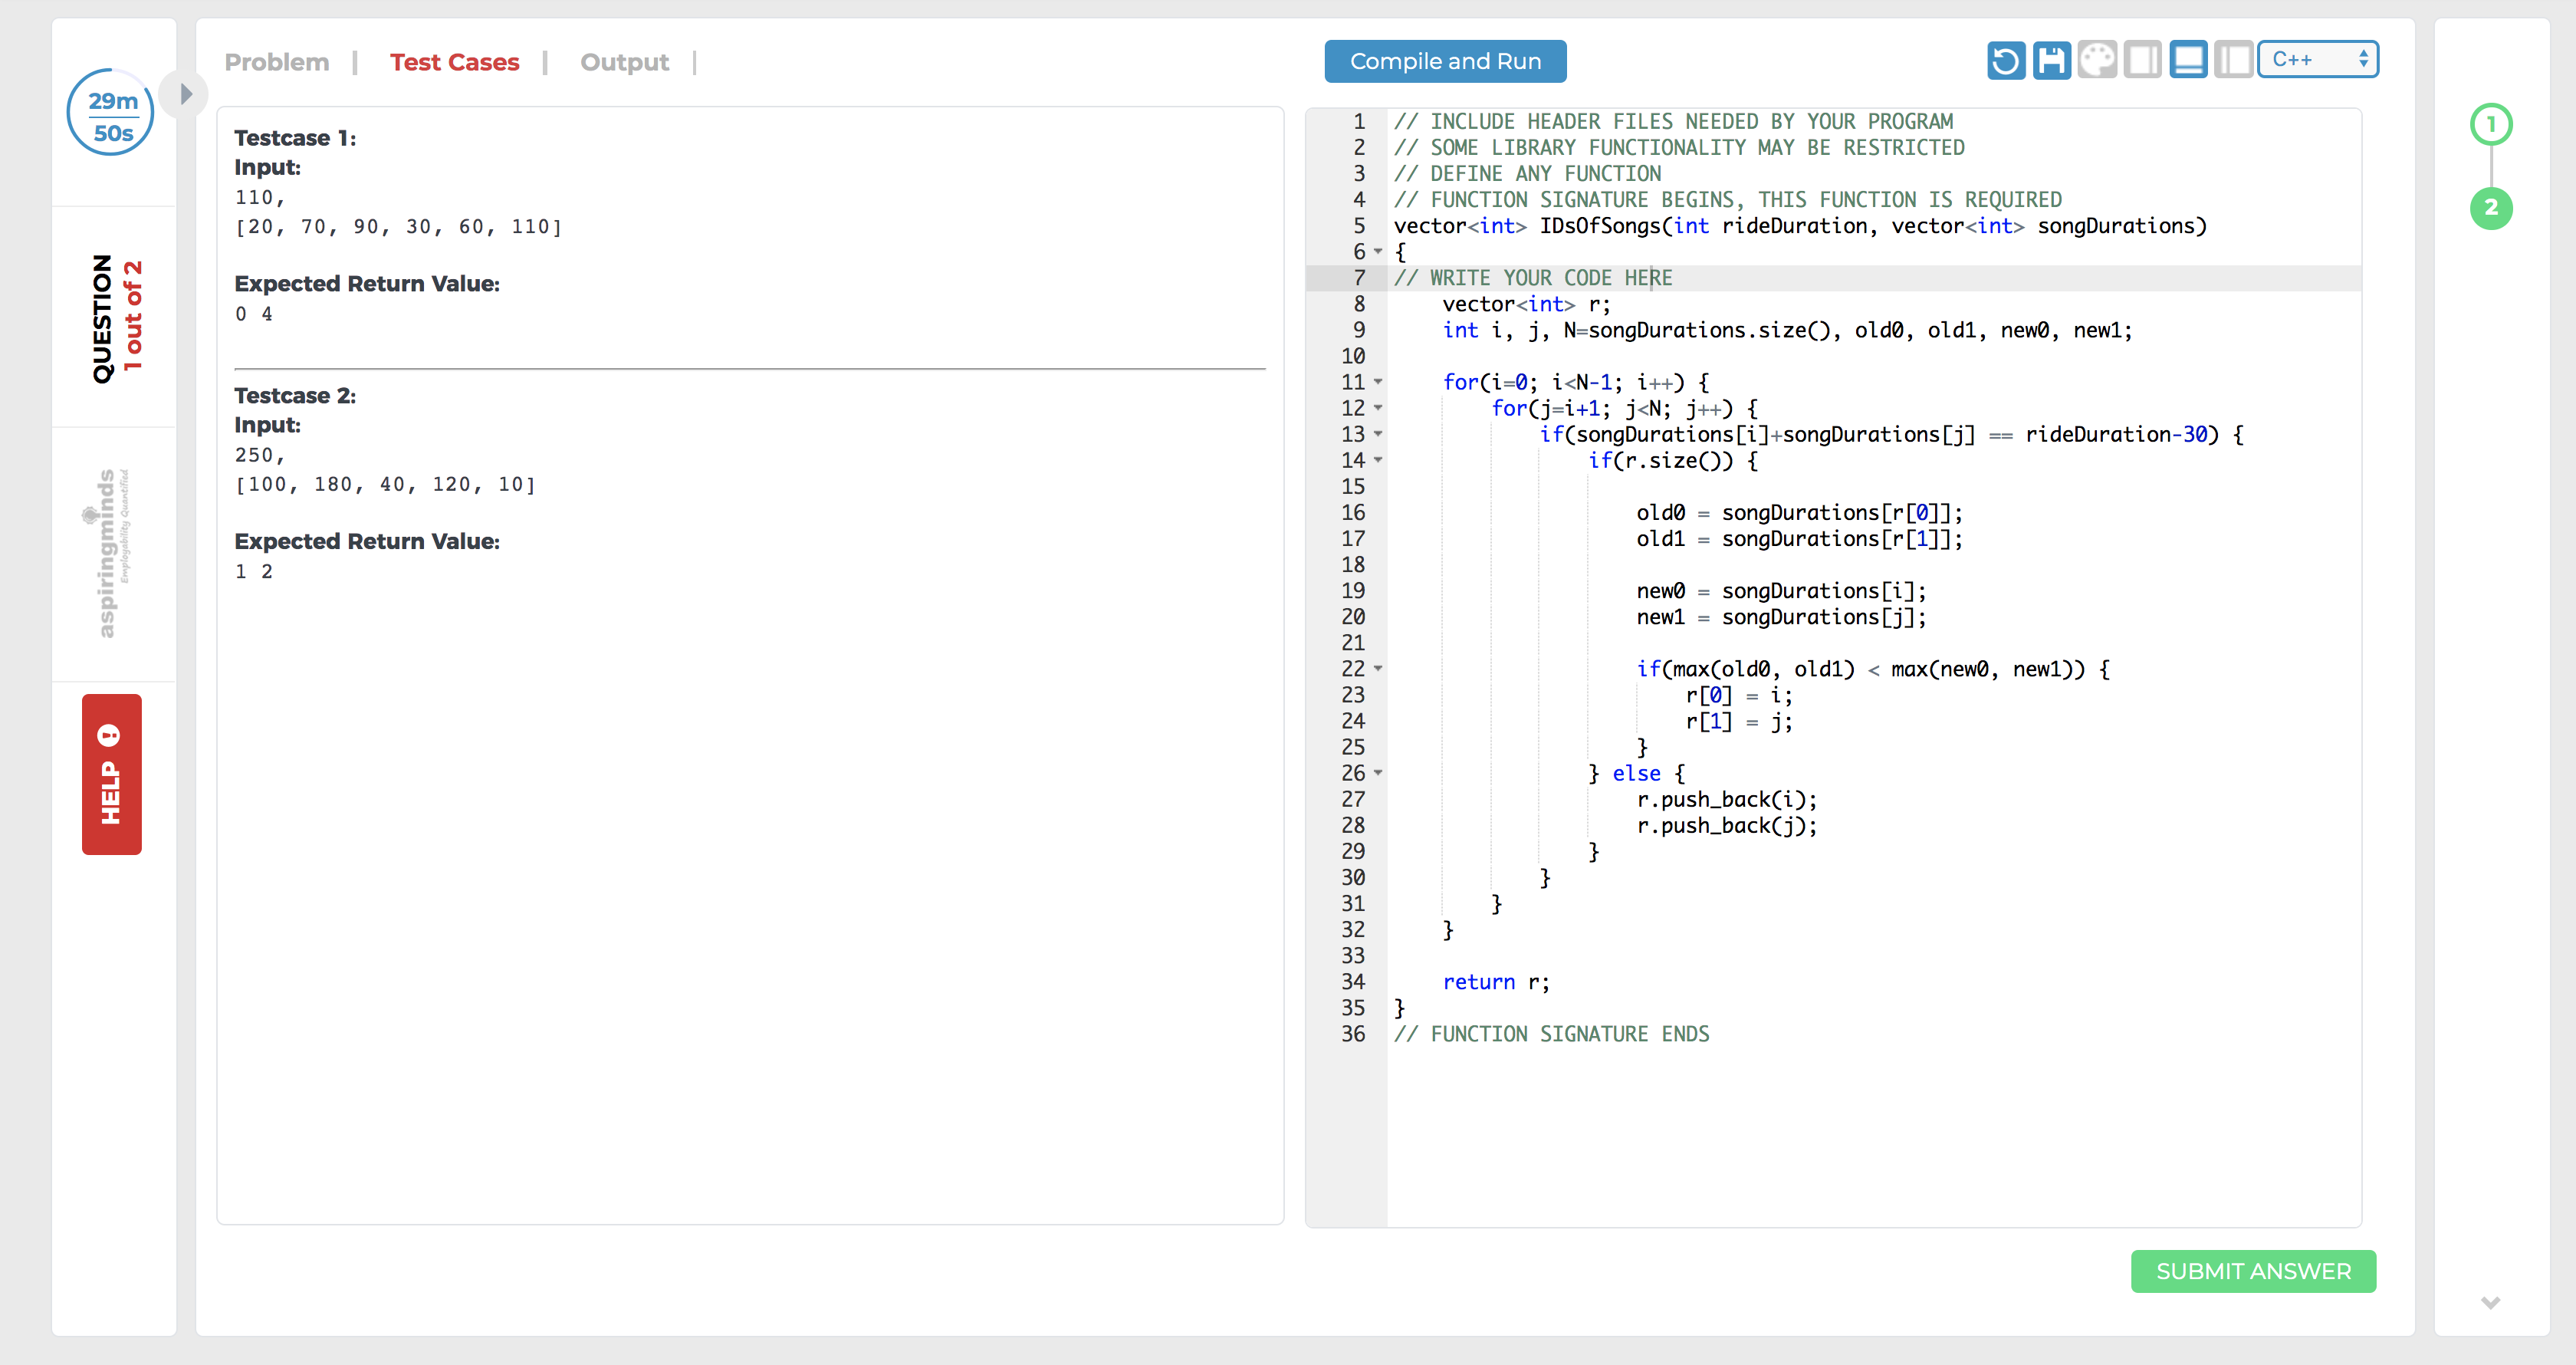 29m
50s
QUESTION
1 out of 2
aspiringminds
Employability Quantified
HELP
Problem | Test Cases | Output |
Testcase 1:
Input:
110,
[20, 70, 90, 30, 60, 110]
Expected Return Value:
0 4
Testcase 2:
Input:
250,
[100, 180, 40, 120, 10]
Expected Return Value:
1 2
Compile and Run
C++
1 // INCLUDE HEADER FILES NEEDED BY YOUR PROGRAM
2 // SOME LIBRARY FUNCTIONALITY MAY BE RESTRICTED
3 // DEFINE ANY FUNCTION
4 // FUNCTION SIGNATURE BEGINS, THIS FUNCTION IS REQUIRED
5 vector<int> IDsOfSongs(int rideDuration, vector<int> songDurations)
6 {
7 // WRITE YOUR CODE HERE
8     vector<int> r;
9     int i, j, N=songDurations.size(), old0, old1, new0, new1;
10
11     for(i=0; i<N-1; i++) {
12         for(j=i+1; j<N; j++) {
13             if(songDurations[i]+songDurations[j] == rideDuration-30) {
14                 if(r.size()) {
15
16                     old0 = songDurations[r[0]];
17                     old1 = songDurations[r[1]];
18
19                     new0 = songDurations[i];
20                     new1 = songDurations[j];
21
22                     if(max(old0, old1) < max(new0, new1)) {
23                         r[0] = i;
24                         r[1] = j;
25                     }
26                 } else {
27                     r.push_back(i);
28                     r.push_back(j);
29                 }
30             }
31         }
32     }
33
34     return r;
35 }
36 // FUNCTION SIGNATURE ENDS
SUBMIT ANSWER
1
2